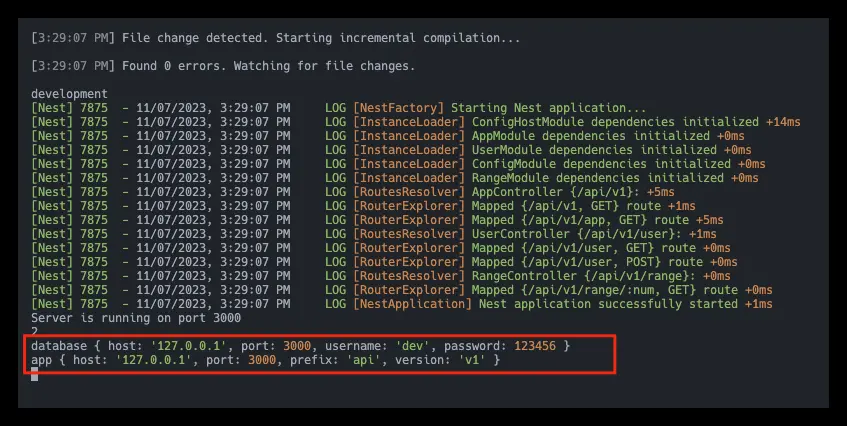 [3:29:07 PM] File change detected. Starting incremental compilation...
[3:29:07 PM] Found 0 errors. Watching for file changes.
development
[Nest] 7875  - 11/07/2023, 3:29:07 PM     LOG [NestFactory] Starting Nest application...
[Nest] 7875  - 11/07/2023, 3:29:07 PM     LOG [InstanceLoader] ConfigHostModule dependencies initialized +14ms
[Nest] 7875  - 11/07/2023, 3:29:07 PM     LOG [InstanceLoader] AppModule dependencies initialized +0ms
[Nest] 7875  - 11/07/2023, 3:29:07 PM     LOG [InstanceLoader] UserModule dependencies initialized +0ms
[Nest] 7875  - 11/07/2023, 3:29:07 PM     LOG [InstanceLoader] ConfigModule dependencies initialized +0ms
[Nest] 7875  - 11/07/2023, 3:29:07 PM     LOG [InstanceLoader] RangeModule dependencies initialized +0ms
[Nest] 7875  - 11/07/2023, 3:29:07 PM     LOG [RoutesResolver] AppController {/api/v1}: +5ms
[Nest] 7875  - 11/07/2023, 3:29:07 PM     LOG [RouterExplorer] Mapped {/api/v1, GET} route +1ms
[Nest] 7875  - 11/07/2023, 3:29:07 PM     LOG [RouterExplorer] Mapped {/api/v1/app, GET} route +5ms
[Nest] 7875  - 11/07/2023, 3:29:07 PM     LOG [RoutesResolver] UserController {/api/v1/user}: +1ms
[Nest] 7875  - 11/07/2023, 3:29:07 PM     LOG [RouterExplorer] Mapped {/api/v1/user, GET} route +0ms
[Nest] 7875  - 11/07/2023, 3:29:07 PM     LOG [RouterExplorer] Mapped {/api/v1/user, POST} route +0ms
[Nest] 7875  - 11/07/2023, 3:29:07 PM     LOG [RoutesResolver] RangeController {/api/v1/range}: +0ms
[Nest] 7875  - 11/07/2023, 3:29:07 PM     LOG [RouterExplorer] Mapped {/api/v1/range/:num, GET} route +0ms
[Nest] 7875  - 11/07/2023, 3:29:07 PM     LOG [NestApplication] Nest application successfully started +1ms
Server is running on port 3000
2
database { host: '127.0.0.1', port: 3000, username: 'dev', password: 123456 }
app { host: '127.0.0.1', port: 3000, prefix: 'api', version: 'v1' }